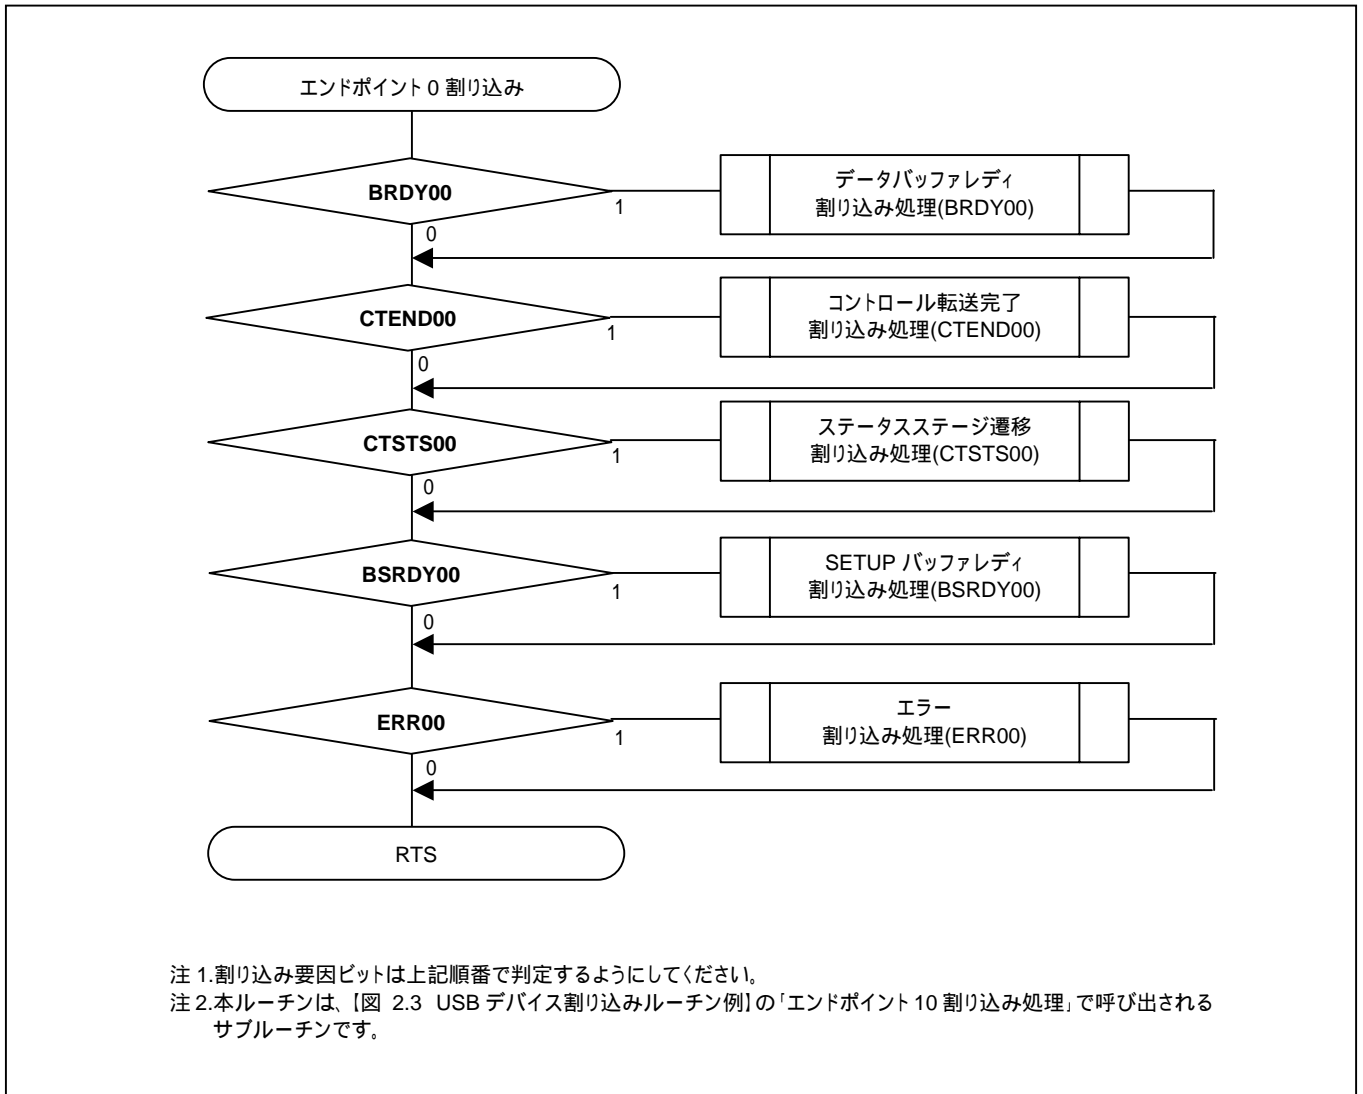 エンドポイント 0 割り込み
BRDY00
1
0
データバッファレディ
割り込み処理(BRDY00)
CTEND00
1
0
コントロール転送完了
割り込み処理(CTEND00)
CTSTS00
1
0
ステータスステージ遷移
割り込み処理(CTSTS00)
BSRDY00
1
0
SETUP バッファレディ
割り込み処理(BSRDY00)
ERR00
1
0
エラー
割り込み処理(ERR00)
RTS
注 1.割り込み要因ビットは上記順番で判定するようにしてください。
注 2.本ルーチンは、【図 2.3 USB デバイス割り込みルーチン例】の「エンドポイント 10 割り込み処理」で呼び出される
サブルーチンです。